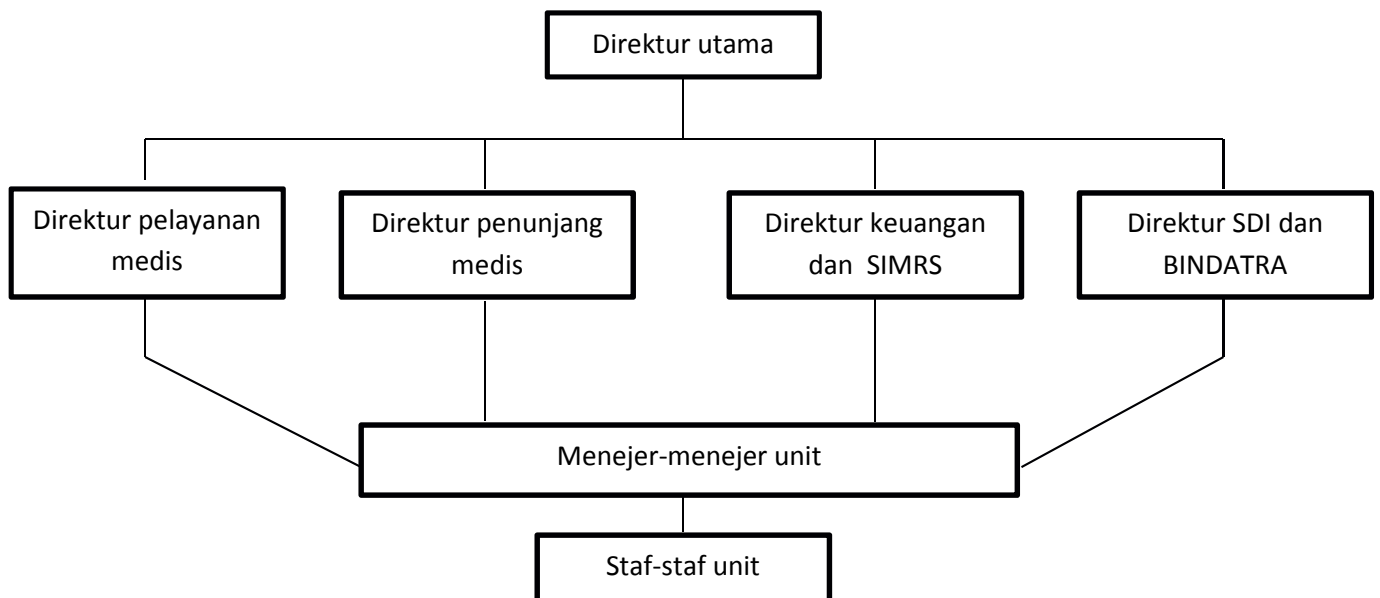 Direktur utama
Direktur pelayanan
medis
Direktur penunjang
medis
Direktur keuangan
dan SIMRS
Direktur SDI dan
BINDATRA
Menejer-menejer unit
Staf-staf unit